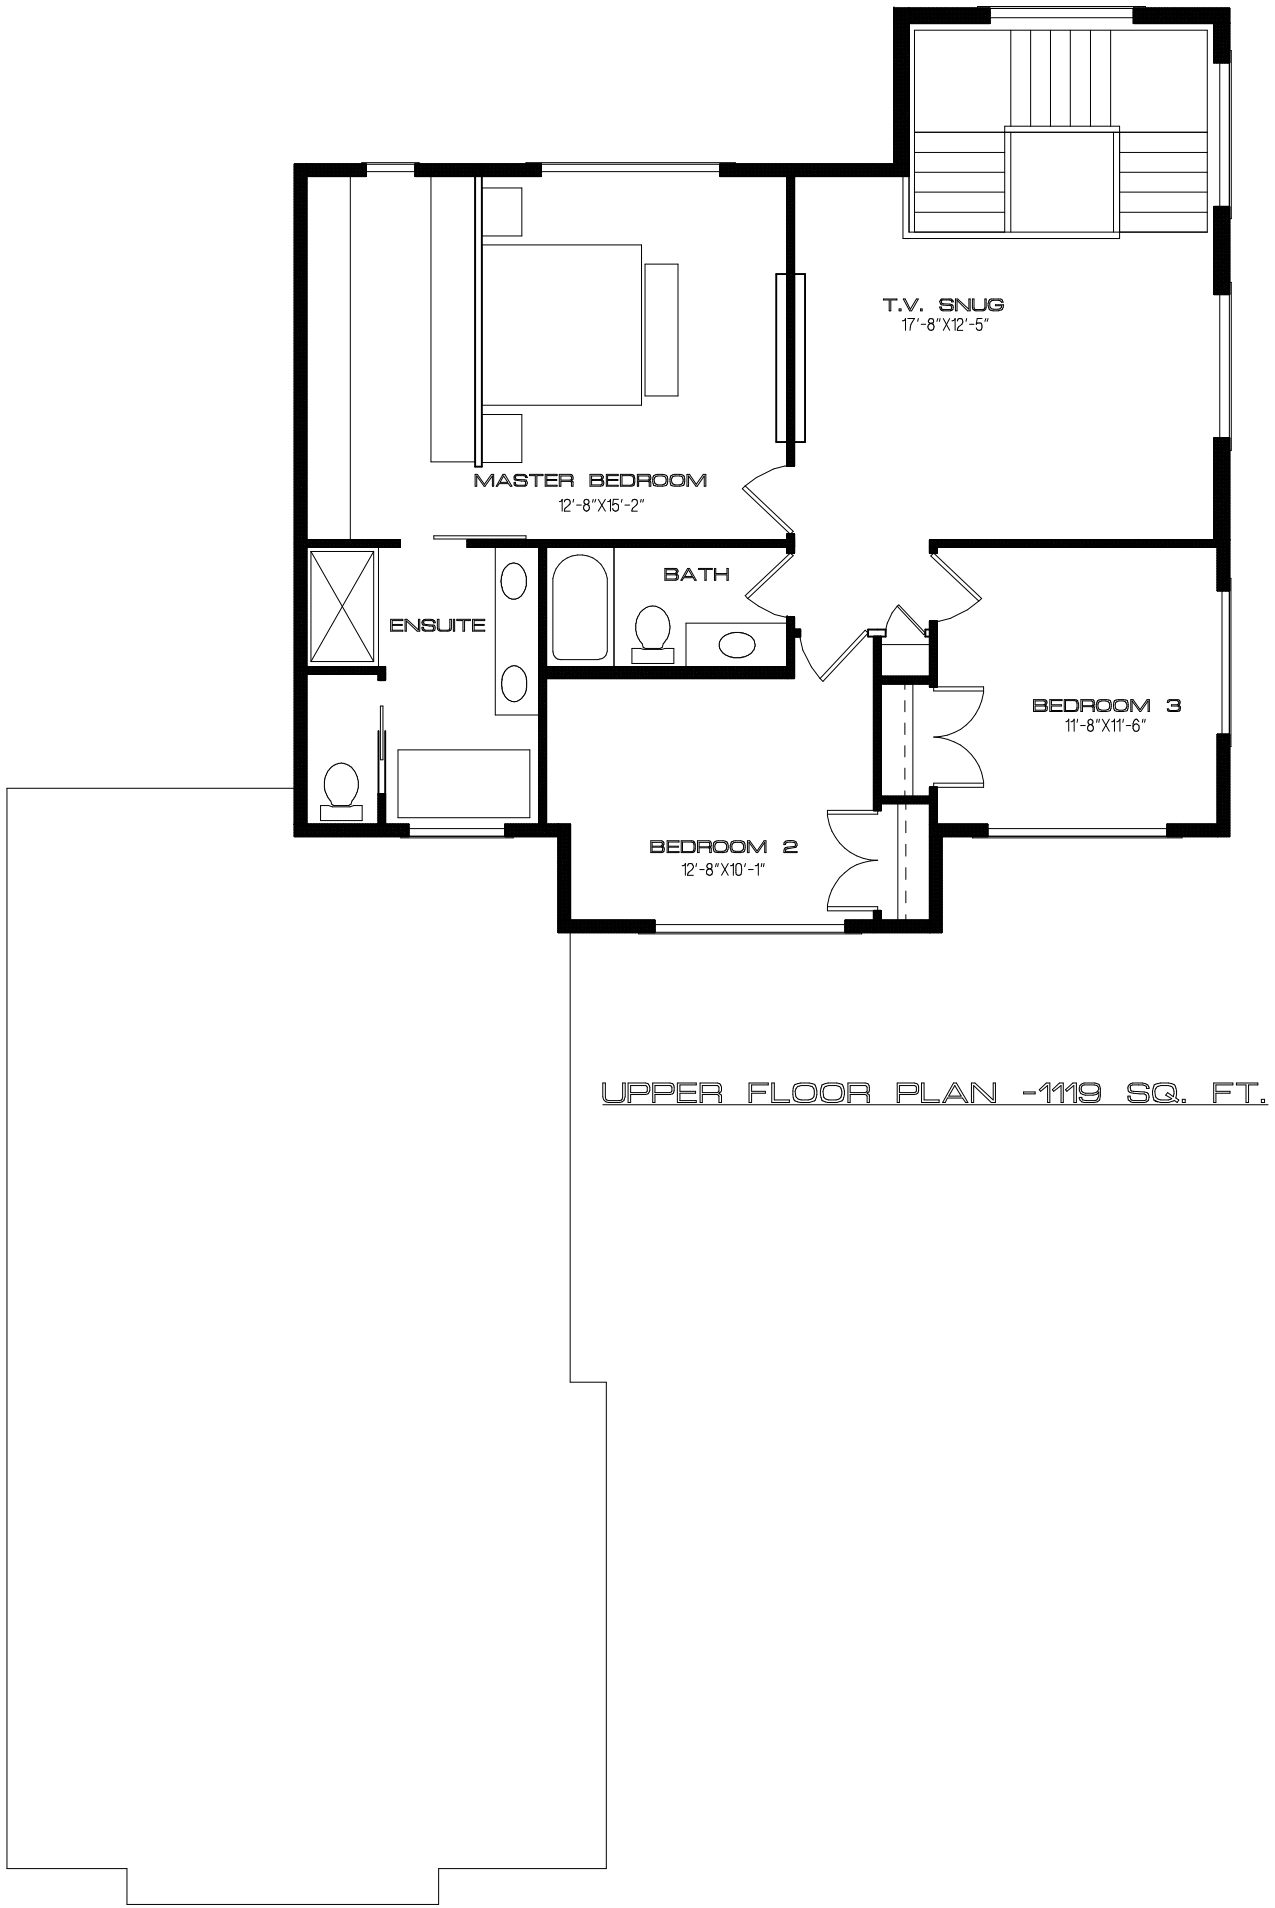 T.V. SNUG
17'-8"X12'-5"
MASTER BEDROOM
12'-8"X15'-2"
BATH
ENSUITE
BEDROOM 3
11'-8"X11'-6"
BEDROOM 2
12'-8"X10'-1"
UPPER FLOOR PLAN -1119 SQ. FT.